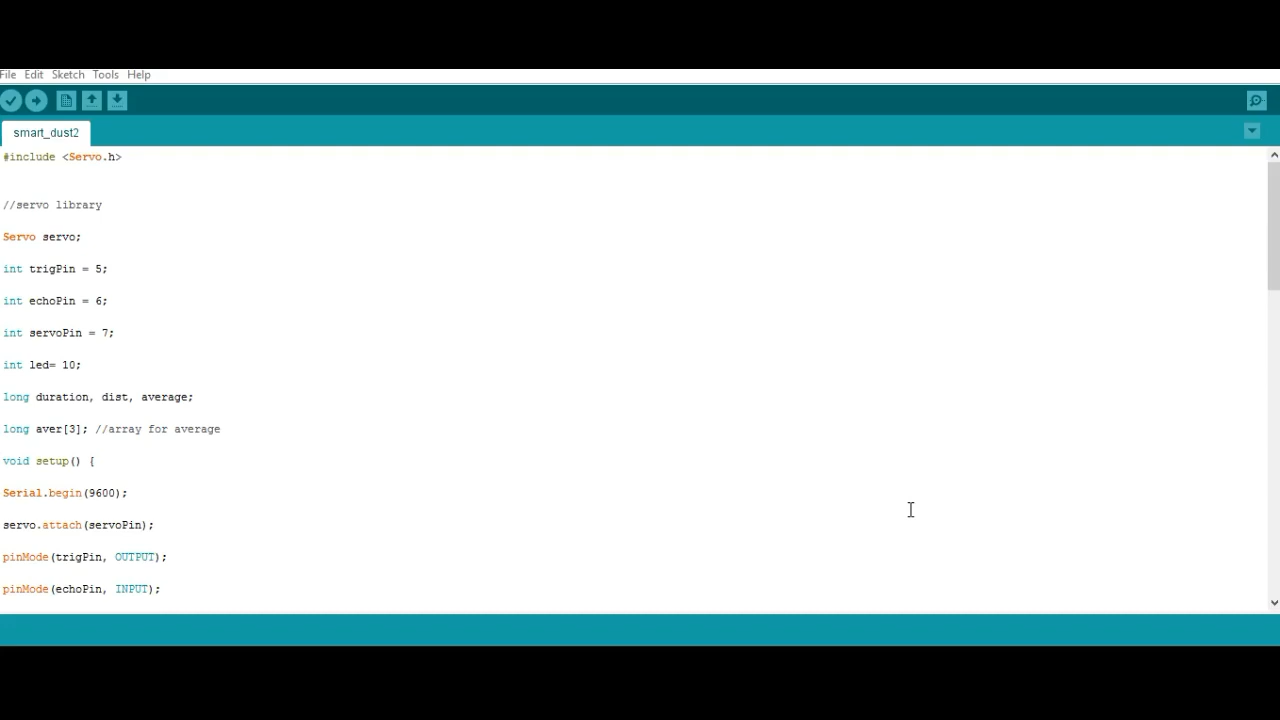 File Edit Sketch Tools Help
smart_dust2
#include <Servo.h>
//servo library
Servo servo;
int trigPin = 5;
int echoPin = 6;
int servoPin = 7;
int led= 10;
long duration, dist, average;
long aver[3]; //array for average
void setup() {
Serial.begin(9600);
servo.attach(servoPin);
pinMode(trigPin, OUTPUT);
pinMode(echoPin, INPUT);